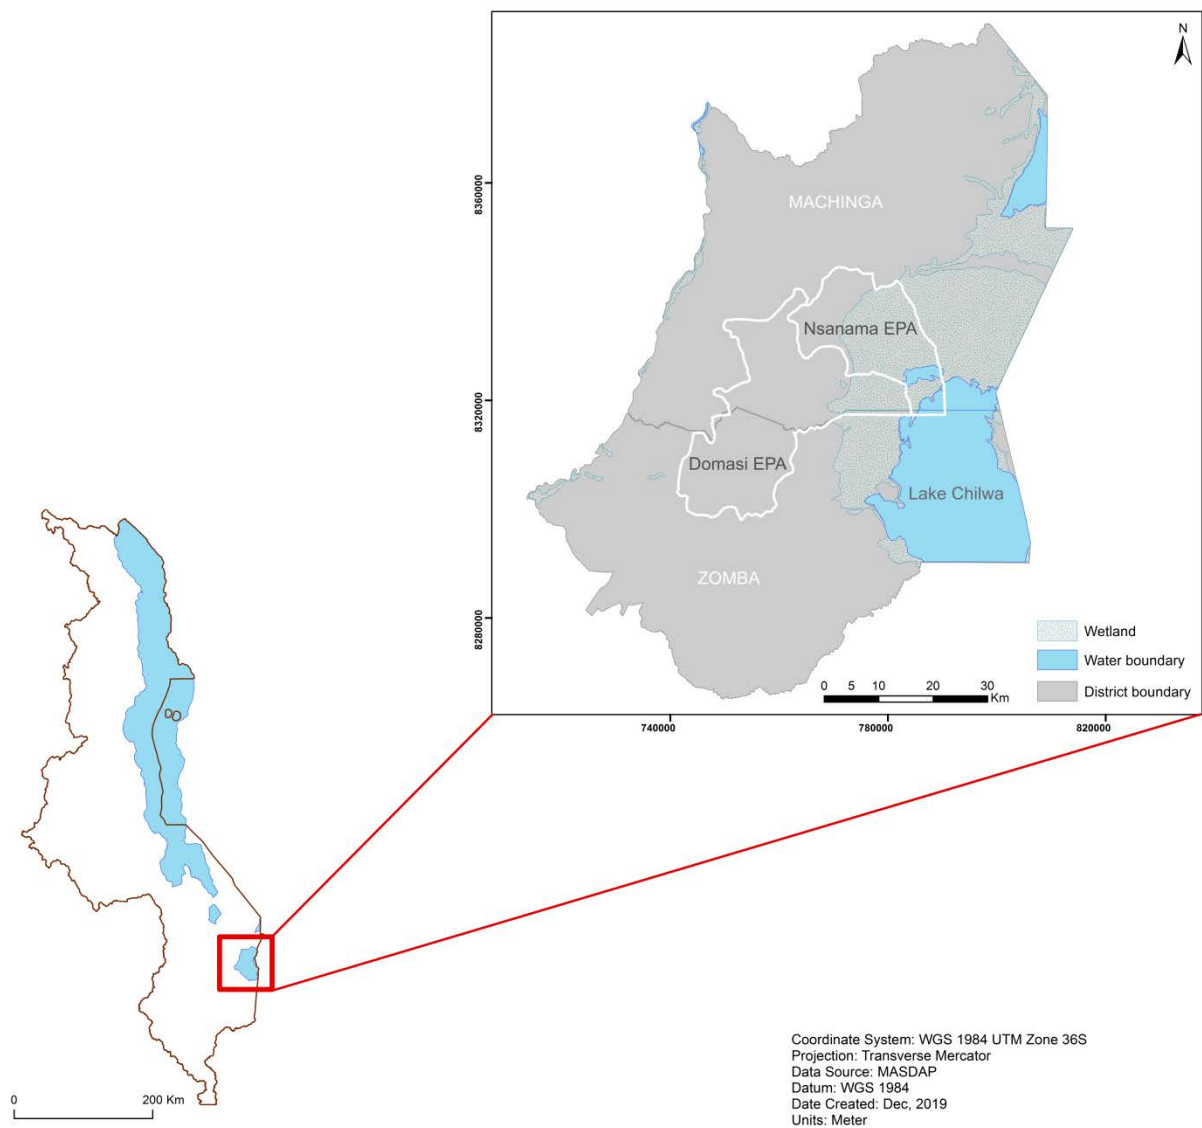 N
MACHINGA
Nsanama EPA
Domasi EPA
Lake Chilwa
ZOMBA
8360000
8320000
8280000
Wetland
Water boundary
District boundary
0 5 10 20 30
Km
740000 780000 820000
0 200 Km
Coordinate System: WGS 1984 UTM Zone 36S
Projection: Transverse Mercator
Data Source: MASDAP
Datum: WGS 1984
Date Created: Dec, 2019
Units: Meter